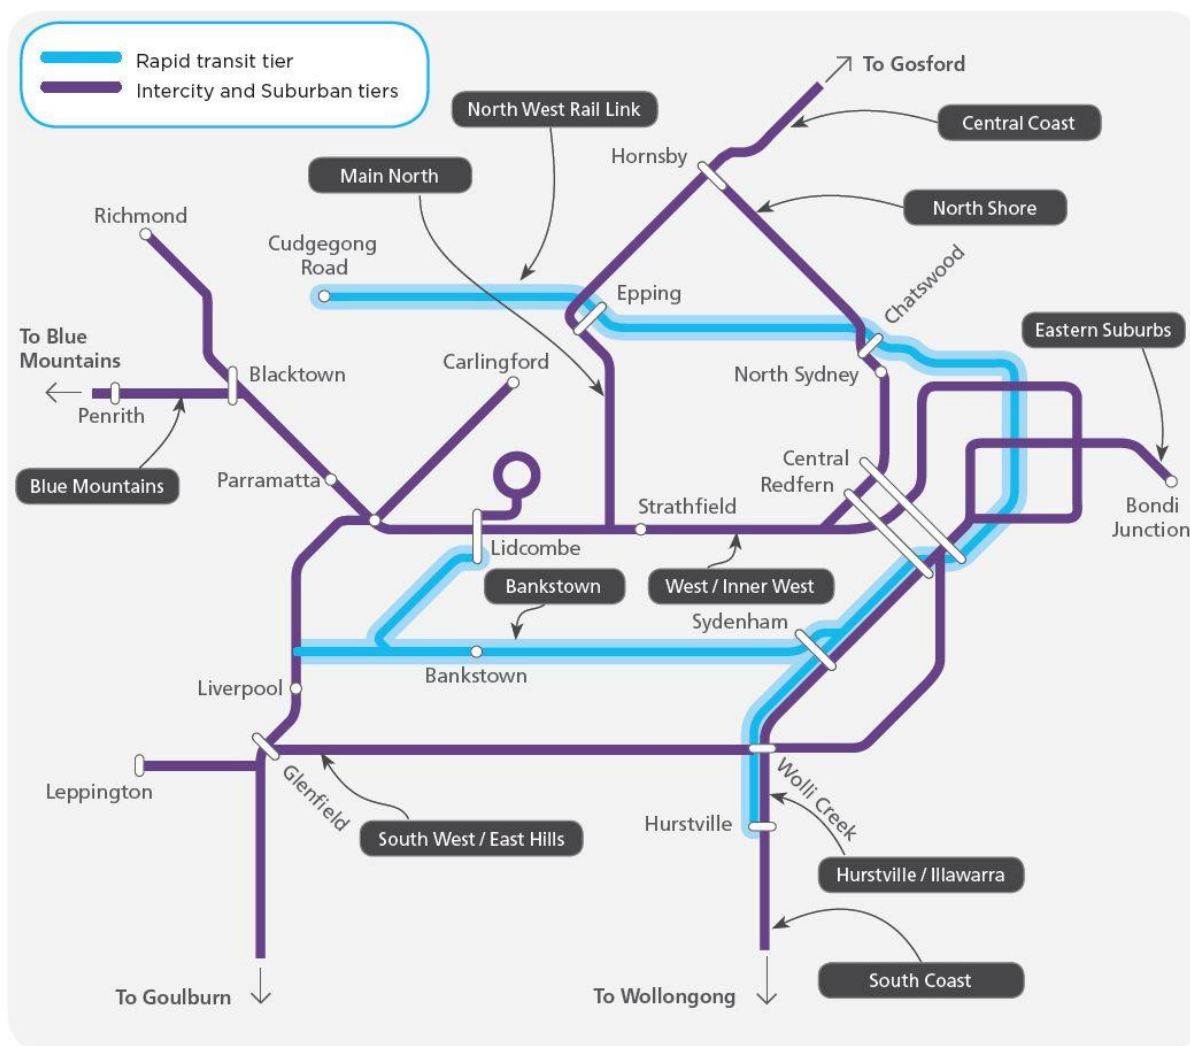 Rapid transit tier
Intercity and Suburban tiers
To Gosford
North West Rail Link
Central Coast
Hornsby
Main North
North Shore
Richmond
Cudgegong
Road
Chatswood
Epping
To Blue
Mountains
Eastern Suburbs
Carlingford
Blacktown
North Sydney
Penrith
Blue Mountains
Parramatta
Central
Redfern
Strathfield
Bondi
Junction
Lidcombe
Bankstown
West / Inner West
Sydenham
Bankstown
Liverpool
Leppington
Glenfield
Wolli Creek
Hurstville
South West / East Hills
Hurstville / Illawarra
South Coast
To Goulburn
To Wollongong